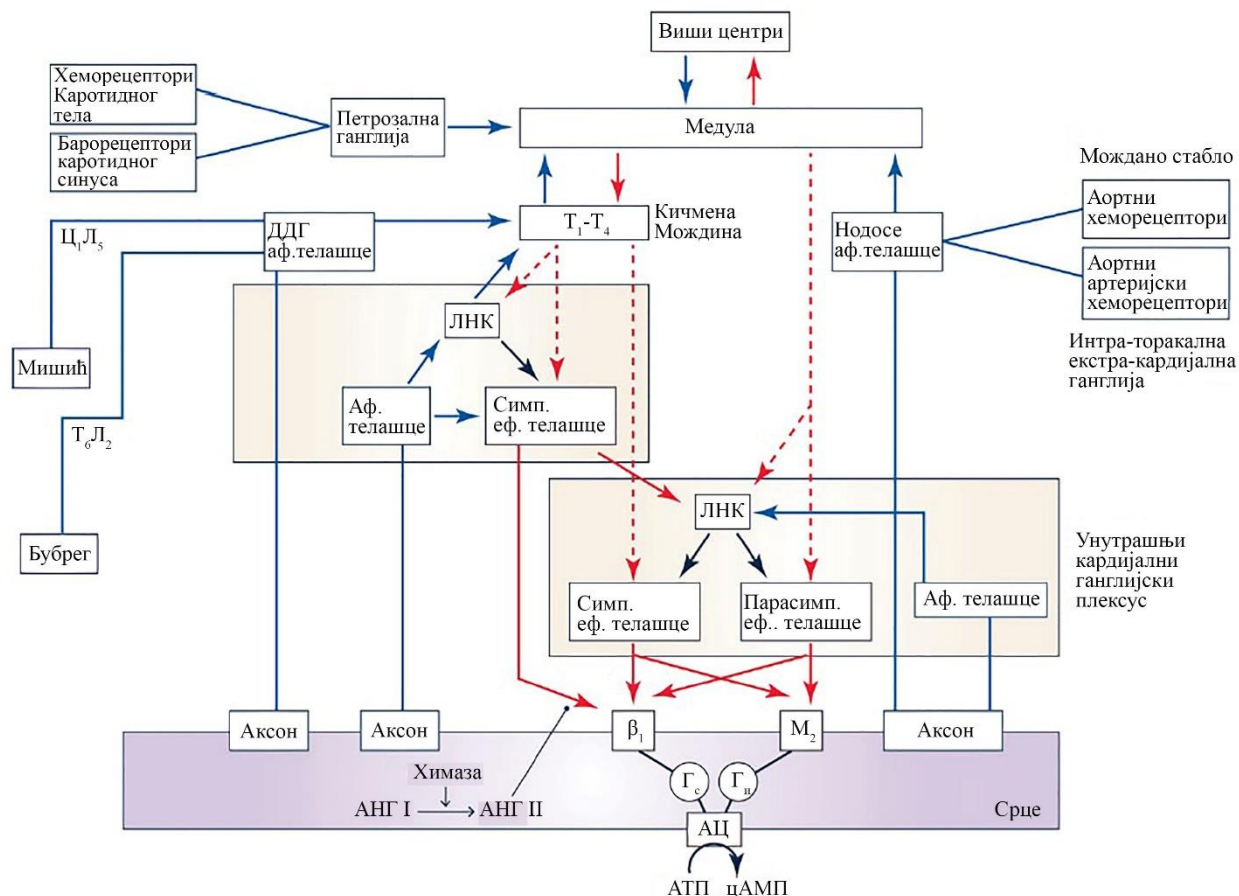 Виши центри
Хеморецептори
Каротидног
тела
Барорецептори
каротидног
синуса
Петрозална
ганглија
Медула
Мождано стабло
Аортни
хеморецептори
Аортни
артеријски
хеморецептори
Интра-торакална
екстра-кардијална
ганглија
Нодосе
аф.телашце
Т₁-Т₄
Кичмена
Мождина
ДДГ
аф.телашце
Ц₁Л₅
Мишић
Т₆Л₂
Бубрег
ЛНК
Аф.
телашце
Симп.
еф. телашце
ЛНК
Симп.
еф. телашце
Парасимп.
еф.. телашце
Аф. телашце
Унутрашњи
кардијални
ганглијски
плексус
Аксон
Аксон
β₁
М₂
Аксон
Химаза
АНГ I
АНГ II
Гс
Ги
АЦ
Срце
АТП цАМП